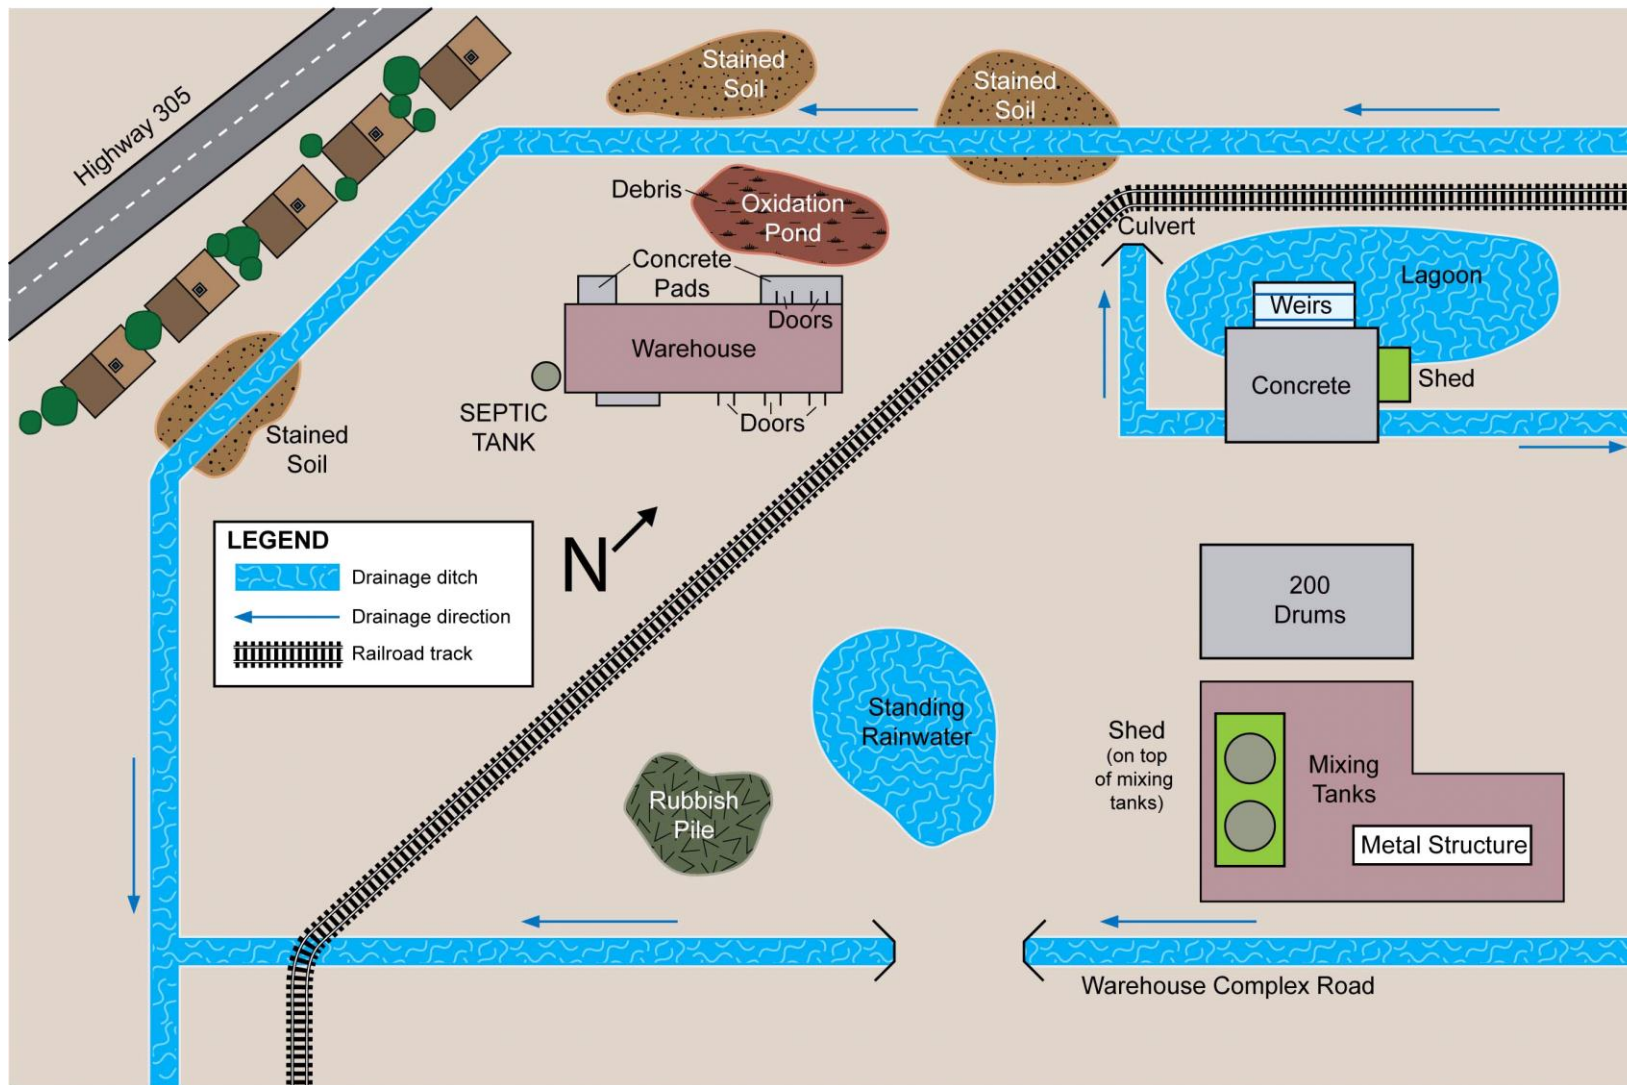 Highway 305
Stained
Soil
Stained
Soil
Debris
Oxidation
Pond
Culvert
Concrete
Pads
Doors
Lagoon
Weirs
Warehouse
Concrete
Shed
SEPTIC
TANK
Doors
Stained
Soil
LEGEND
Drainage ditch
Drainage direction
Railroad track
N
200
Drums
Standing
Rainwater
Shed
(on top
of mixing
tanks)
Mixing
Tanks
Rubbish
Pile
Metal Structure
Warehouse Complex Road